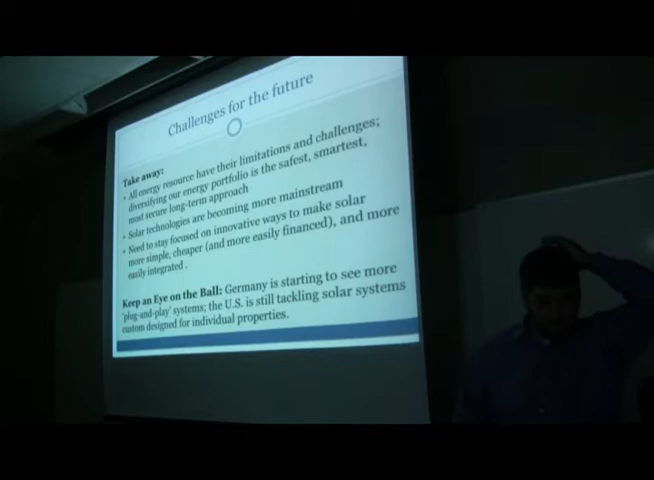 Challenges for the future
Take away:
• All energy resource have their limitations and challenges;
diversifying our energy portfolio is the safest, smartest,
most secure long-term approach
• Solar technologies are becoming more mainstream
• Need to stay focused on innovative ways to make solar
more simple, cheaper (and more easily financed), and more
easily integrated .
Keep an Eye on the Ball: Germany is starting to see more
'plug-and-play' systems; the U.S. is still tackling solar systems
custom designed for individual properties.